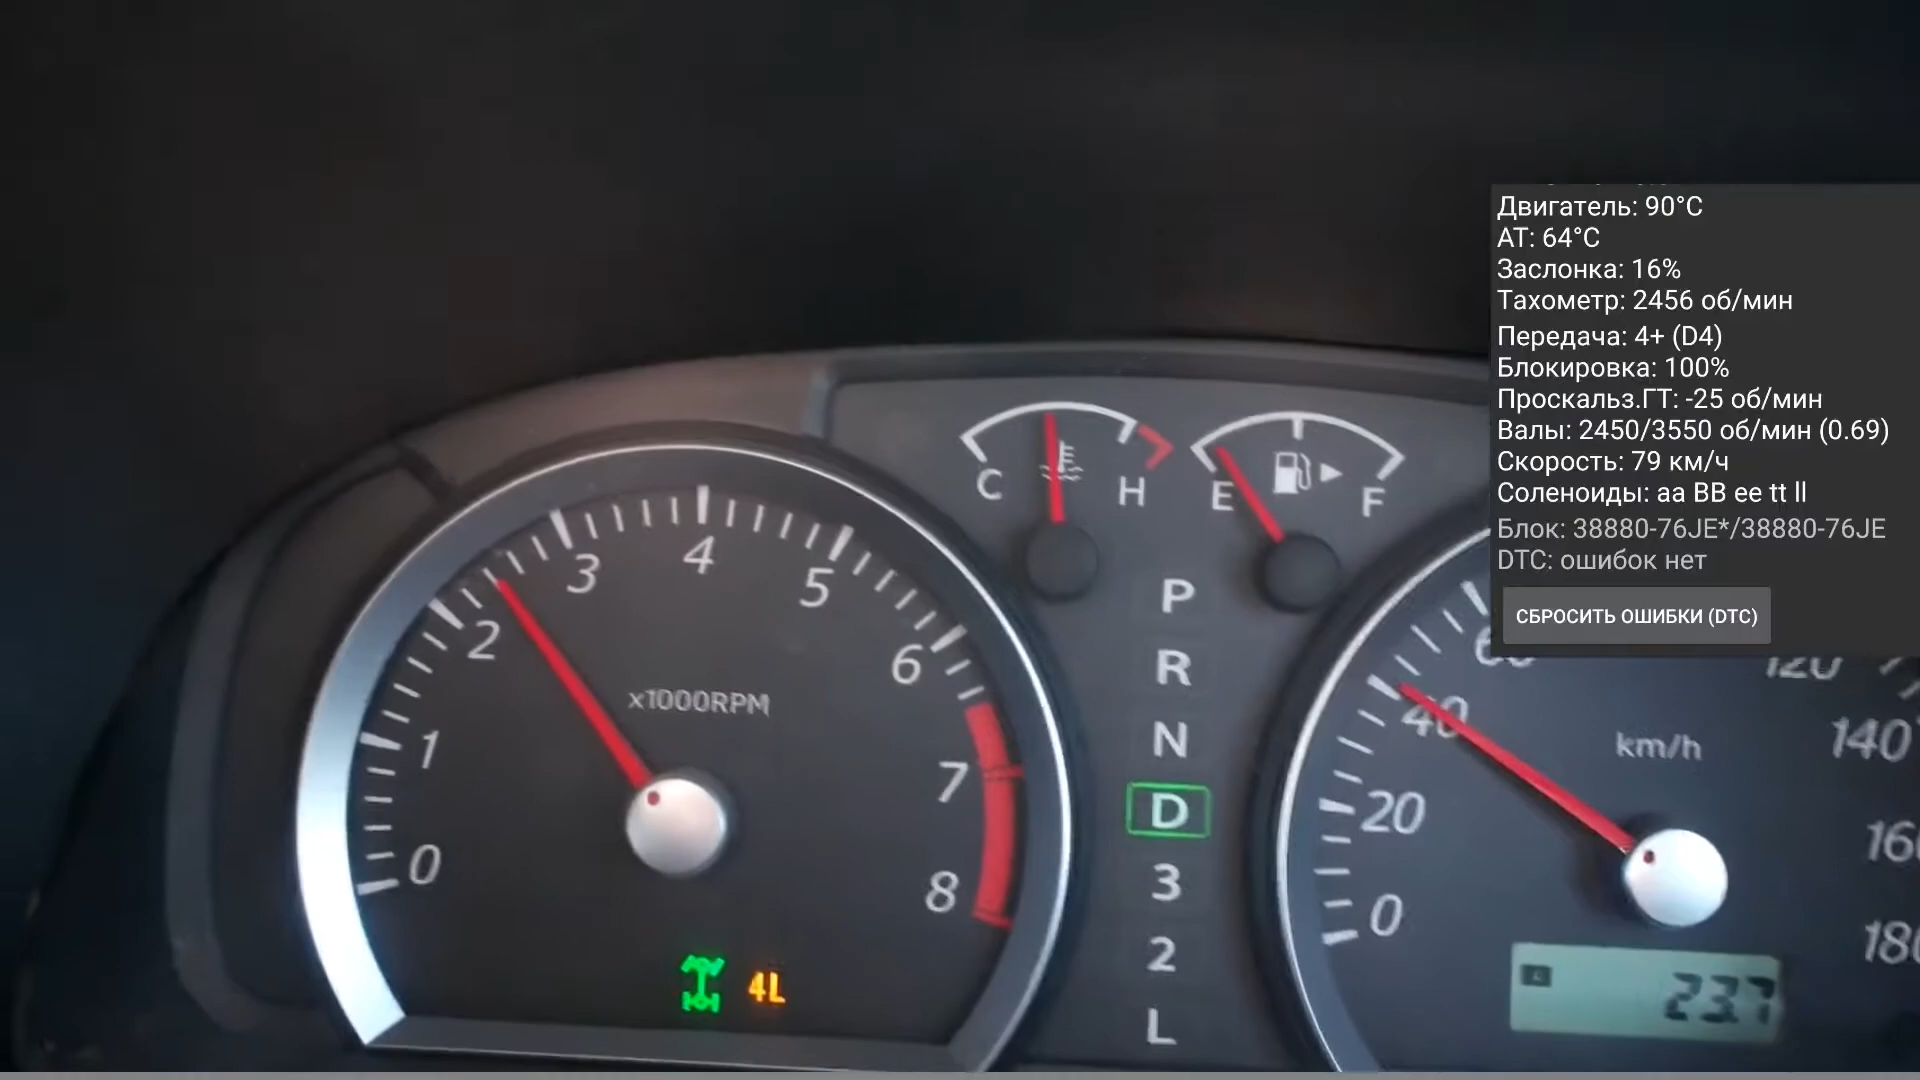 Двигатель: 90°C
АТ: 64°C
Заслонка: 16%
Тахометр: 2456 об/мин
Передача: 4+ (D4)
Блокировка: 100%
Проскальз.ГТ: -25 об/мин
Валы: 2450/3550 об/мин (0.69)
Скорость: 79 км/ч
Соленоиды: aa BB ee tt ll
Блок: 38880-76JE*/38880-76JE
DTC: ошибок нет
СБРОСИТЬ ОШИБКИ (DTC)
C H E F
0 1 2 3 4 5 6 7 8
x1000RPM
4L
P
R
N
D
3
2
L
0 20 40 60 120 140
km/h
237